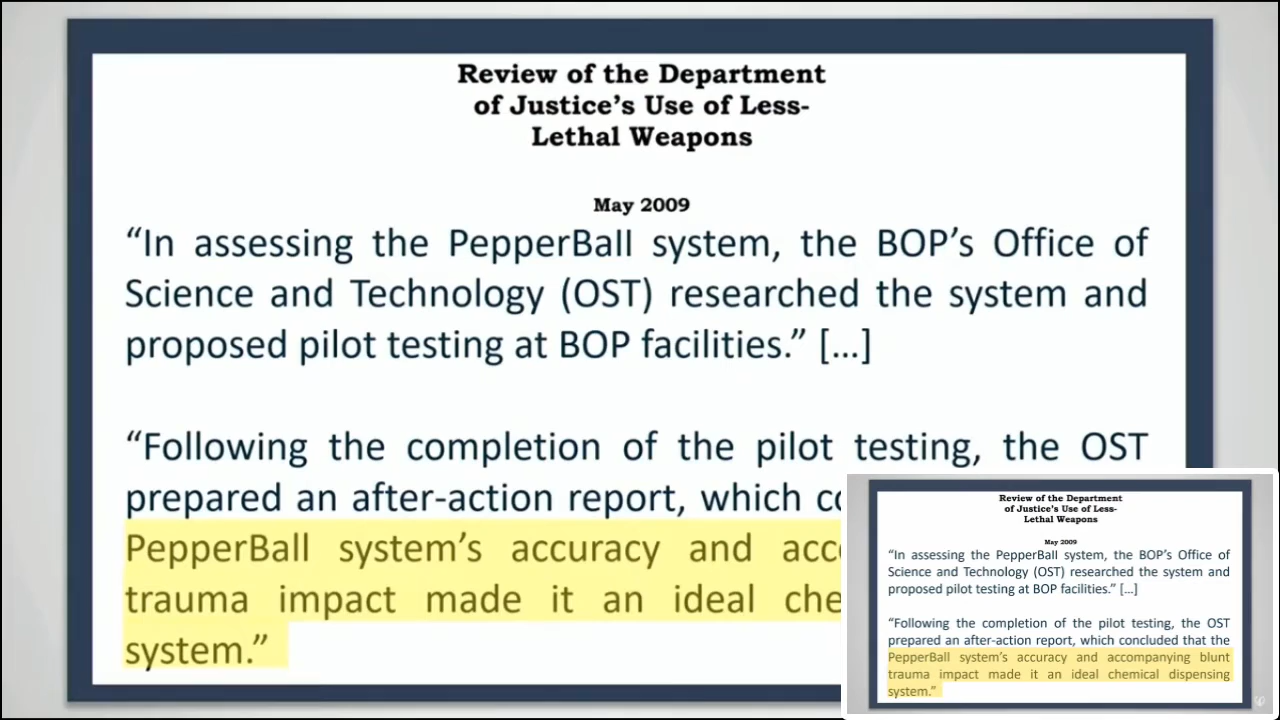 Review of the Department
of Justice’s Use of Less-
Lethal Weapons
May 2009
“In assessing the PepperBall system, the BOP’s Office of
Science and Technology (OST) researched the system and
proposed pilot testing at BOP facilities.” [...]
“Following the completion of the pilot testing, the OST
prepared an after-action report, which co
PepperBall system’s accuracy and acc
trauma impact made it an ideal che
system.”
Review of the Department
of Justice’s Use of Less-
Lethal Weapons
May 2009
“In assessing the PepperBall system, the BOP’s Office of
Science and Technology (OST) researched the system and
proposed pilot testing at BOP facilities.” [...]
“Following the completion of the pilot testing, the OST
prepared an after-action report, which concluded that the
PepperBall system’s accuracy and accompanying blunt
trauma impact made it an ideal chemical dispensing
system.”